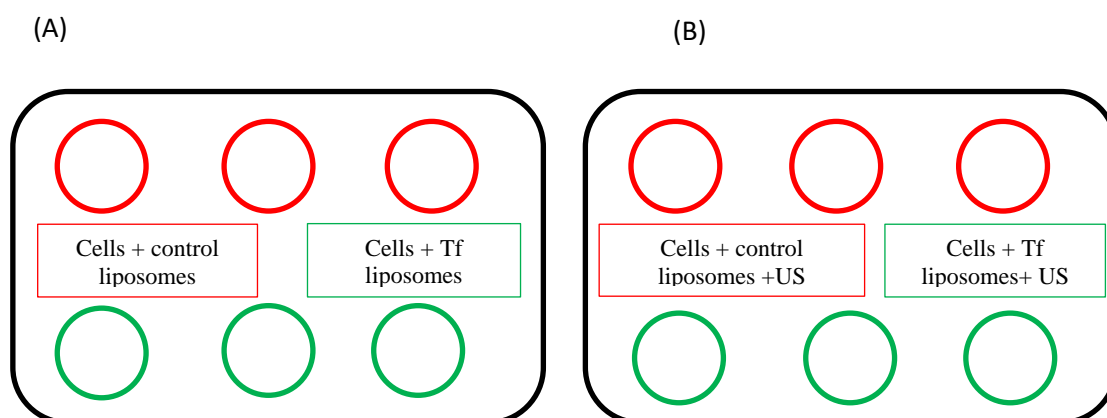 (A)
(B)
Cells + control
liposomes
Cells + Tf
liposomes
Cells + control
liposomes +US
Cells + Tf
liposomes+ US